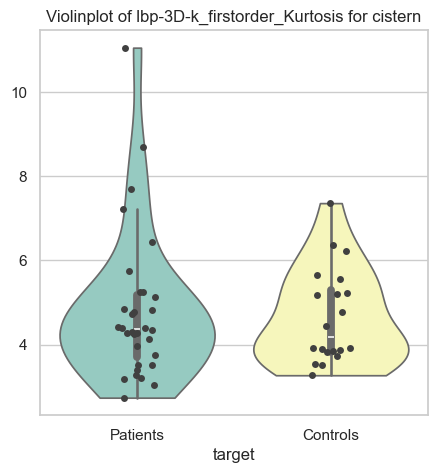 Violinplot of lbp-3D-k_firstorder_Kurtosis for cistern
10
8
6
4
Patients
Controls
target